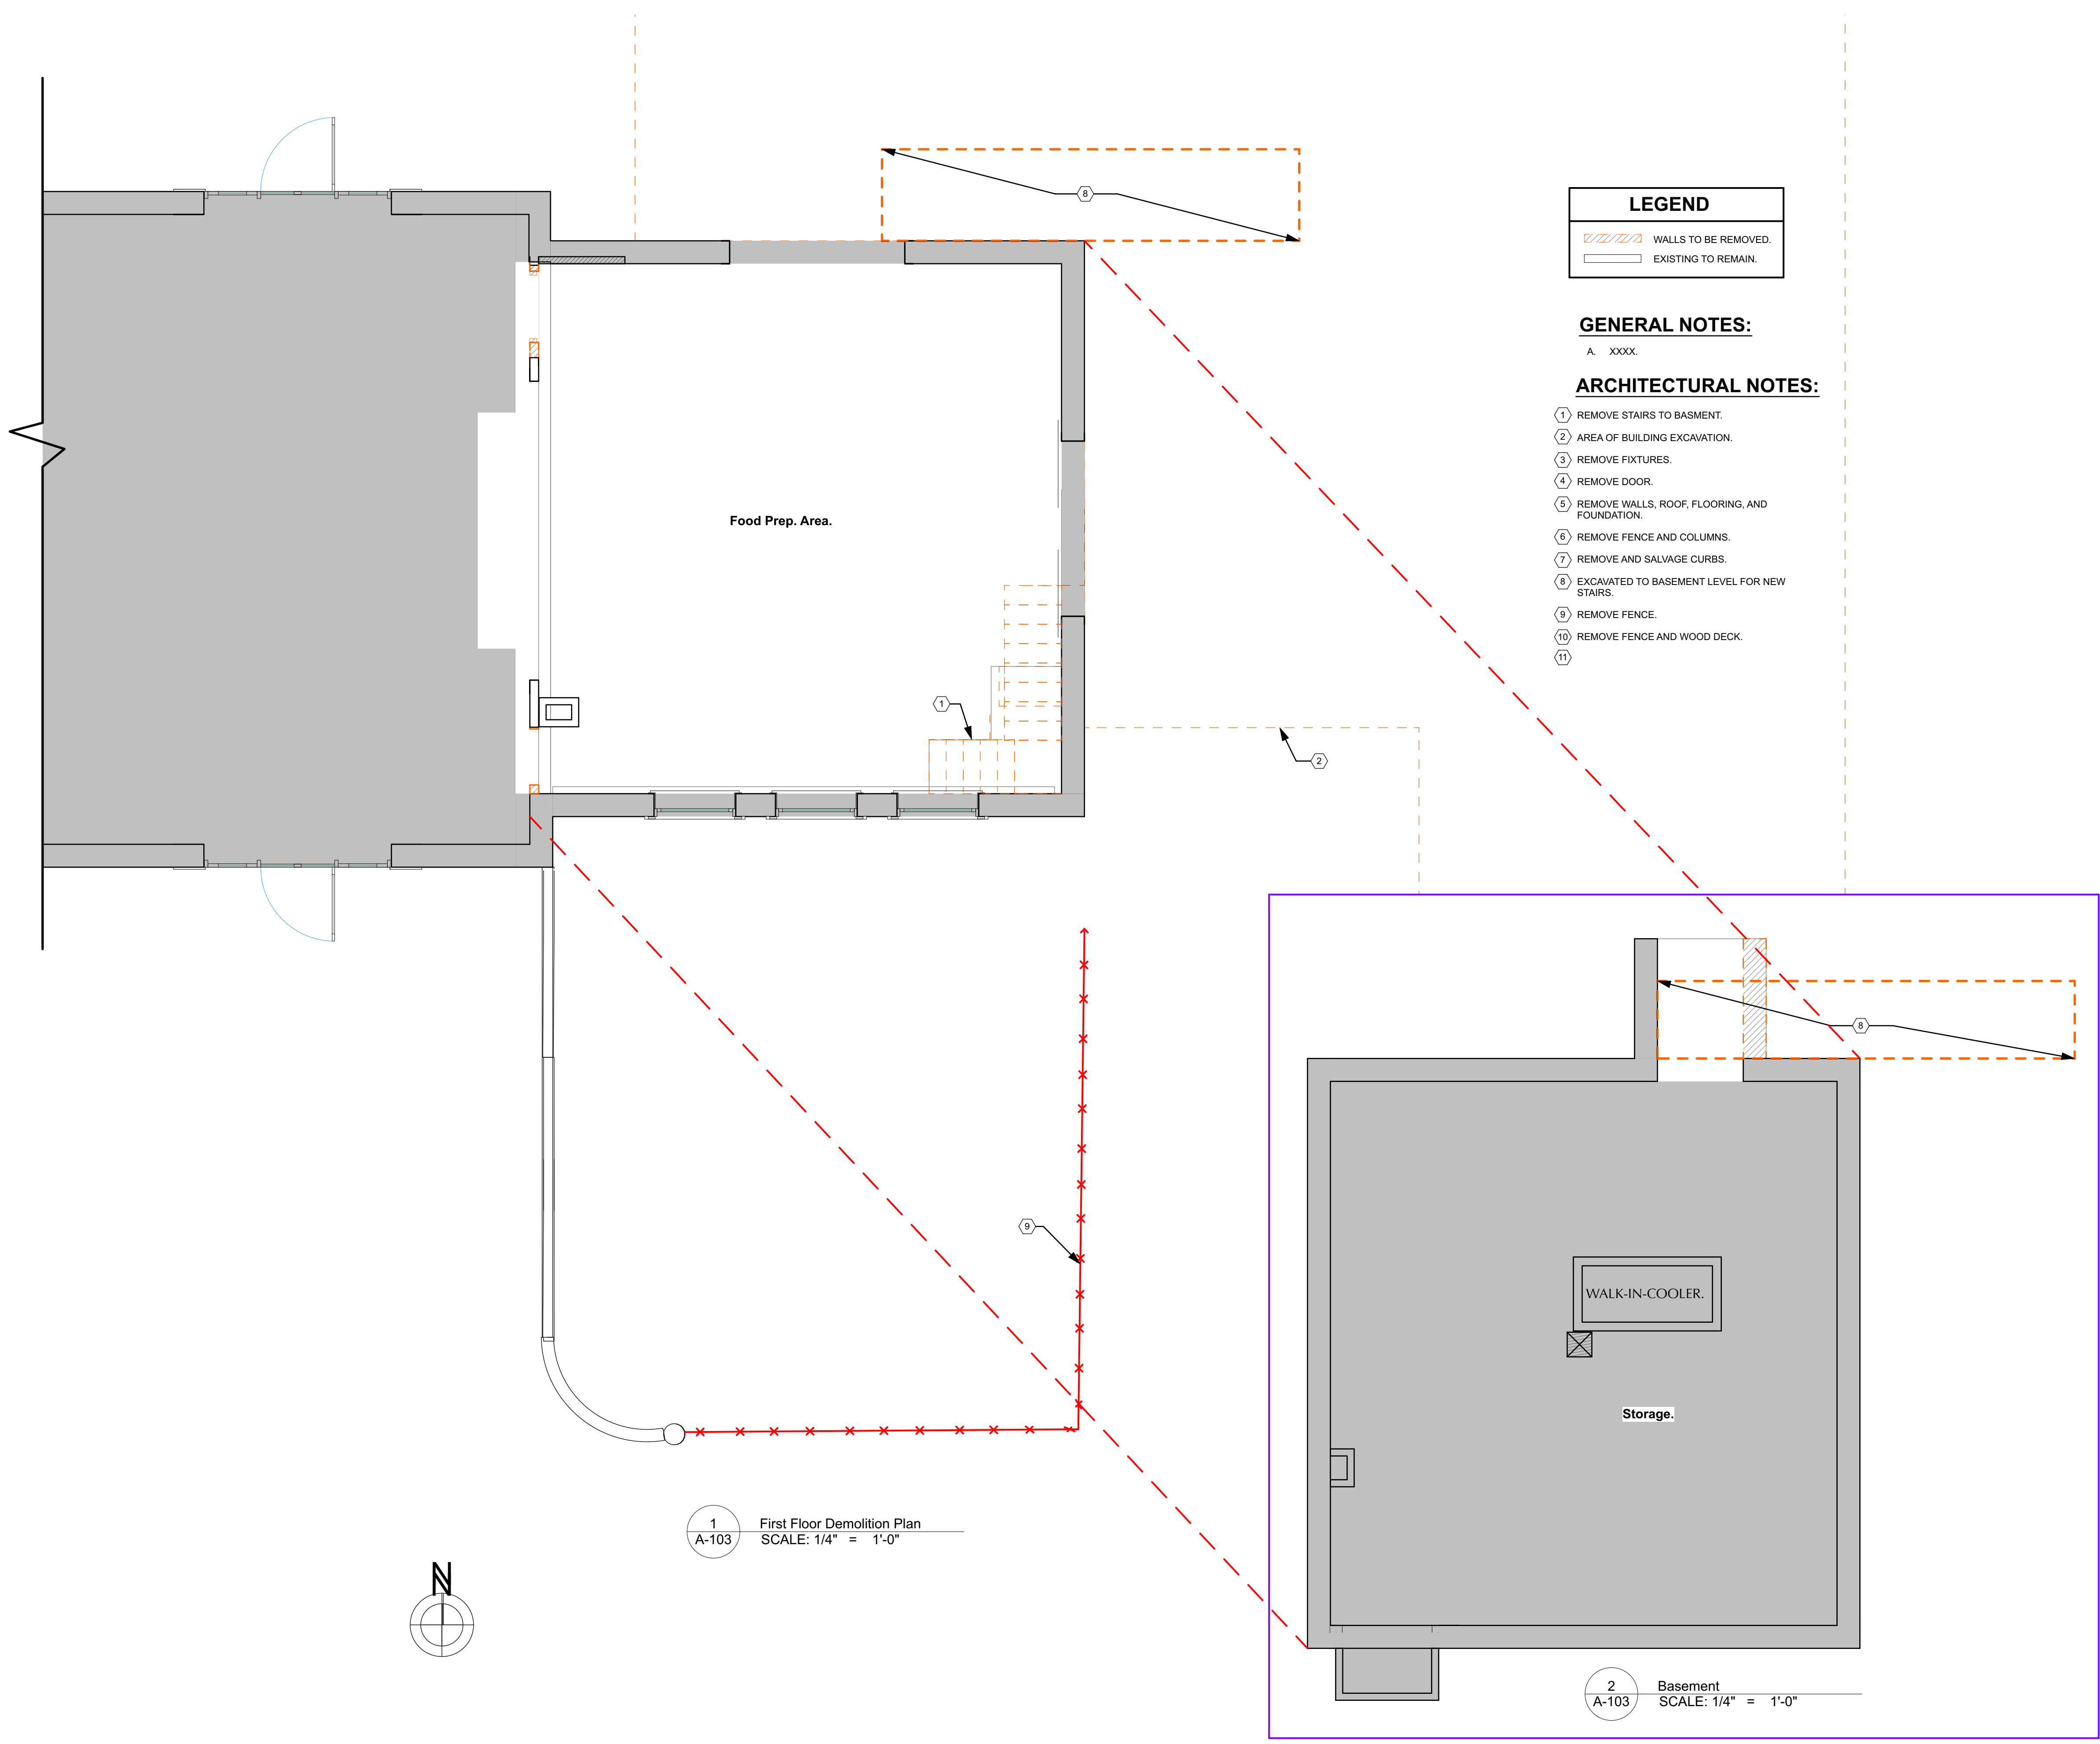 8
LEGEND
WALLS TO BE REMOVED.
EXISTING TO REMAIN.
GENERAL NOTES:
A. XXXX.
ARCHITECTURAL NOTES:
1 REMOVE STAIRS TO BASMENT.
2 AREA OF BUILDING EXCAVATION.
3 REMOVE FIXTURES.
4 REMOVE DOOR.
5 REMOVE WALLS, ROOF, FLOORING, AND
FOUNDATION.
6 REMOVE FENCE AND COLUMNS.
7 REMOVE AND SALVAGE CURBS.
8 EXCAVATED TO BASEMENT LEVEL FOR NEW
STAIRS.
9 REMOVE FENCE.
10 REMOVE FENCE AND WOOD DECK.
11
Food Prep. Area.
1
2
8
9
WALK-IN-COOLER.
Storage.
1
A-103
First Floor Demolition Plan
SCALE: 1/4" = 1'-0"
N
2
A-103
Basement
SCALE: 1/4" = 1'-0"